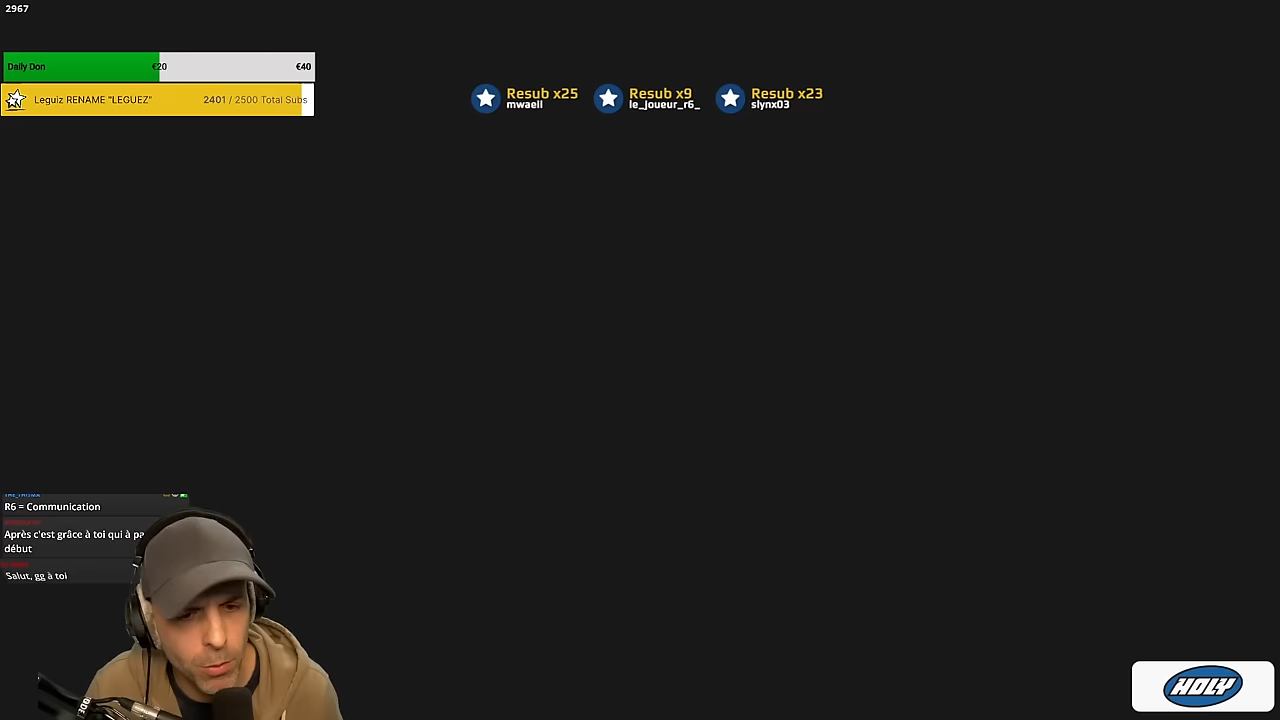 2967
Daily Don €20 €40
Leguiz RENAME "LEGUEZ" 2401 / 2500 Total Subs
Resub x25
mwaell
Resub x9
le_joueur_r6_
Resub x23
slynx03
R6 = Communication
Après c'est grâce à toi qui à
début
Salut, gg à toi
HOLY